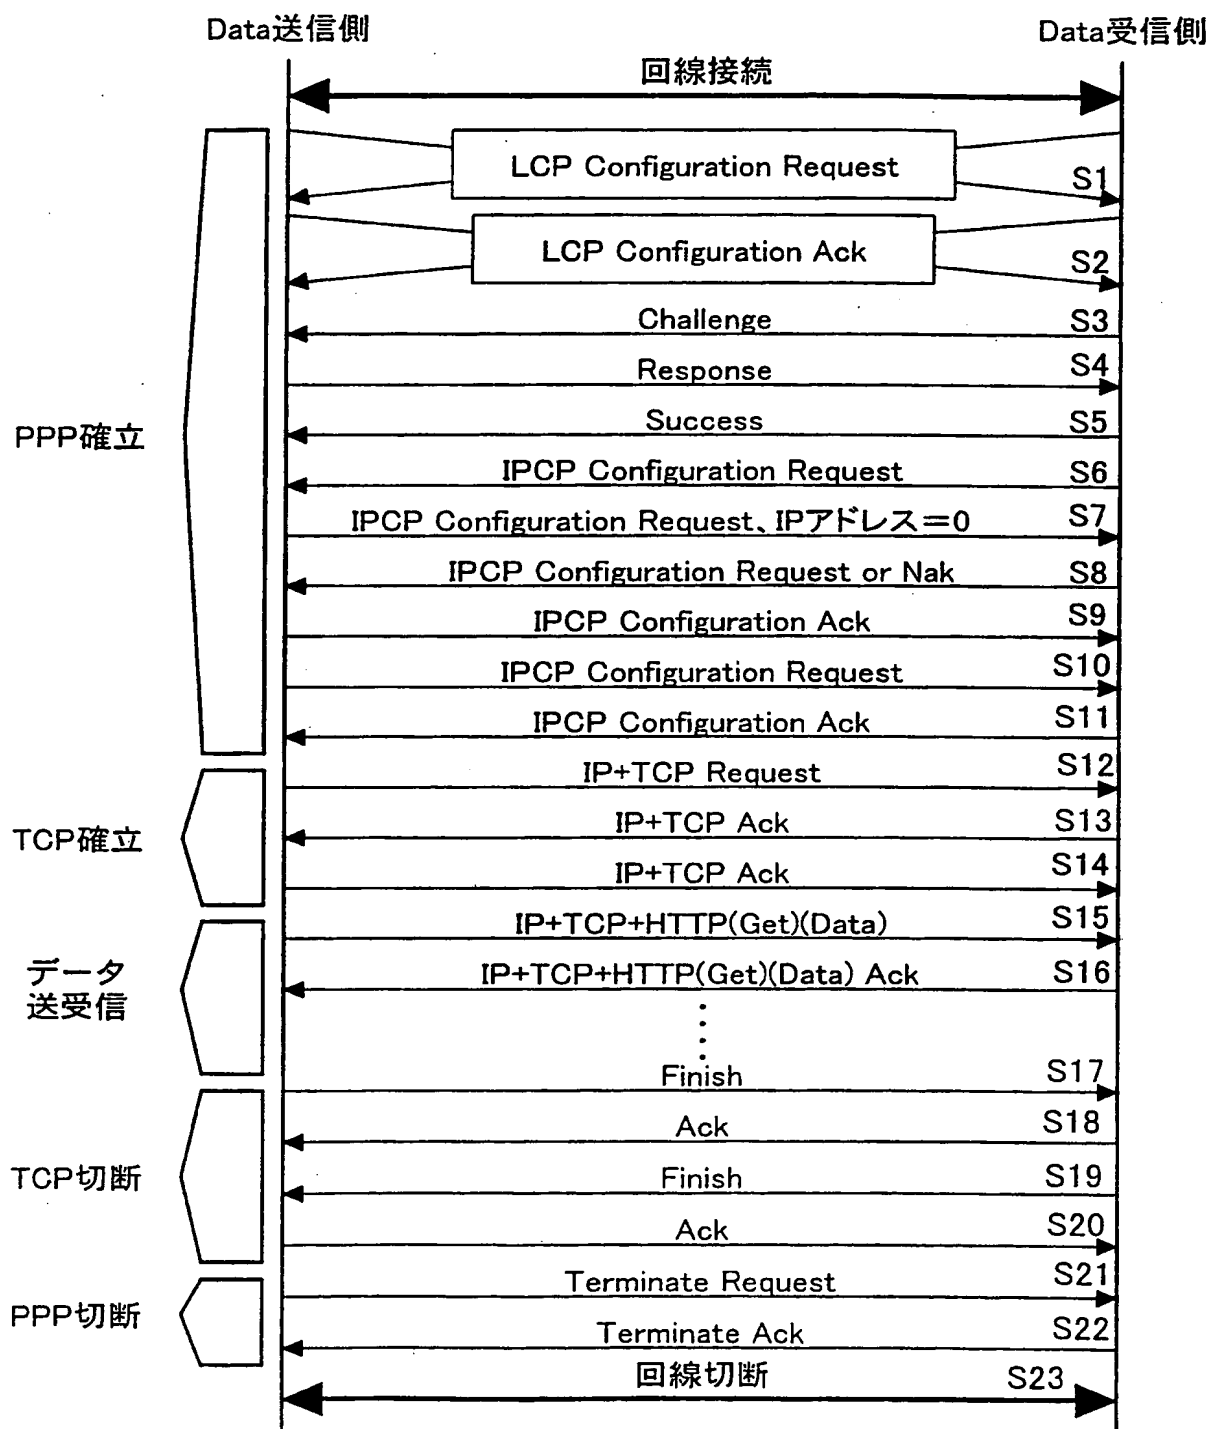 Data送信側
Data受信側
回線接続
LCP Configuration Request
S1
LCP Configuration Ack
S2
Challenge
S3
Response
S4
PPP確立
Success
S5
IPCP Configuration Request
S6
IPCP Configuration Request、IPアドレス=0
S7
IPCP Configuration Request or Nak
S8
IPCP Configuration Ack
S9
IPCP Configuration Request
S10
IPCP Configuration Ack
S11
IP+TCP Request
S12
TCP確立
IP+TCP Ack
S13
IP+TCP Ack
S14
IP+TCP+HTTP(Get)(Data)
S15
データ
送受信
IP+TCP+HTTP(Get)(Data) Ack
S16
Finish
S17
Ack
S18
TCP切断
Finish
S19
Ack
S20
Terminate Request
S21
PPP切断
Terminate Ack
S22
回線切断
S23